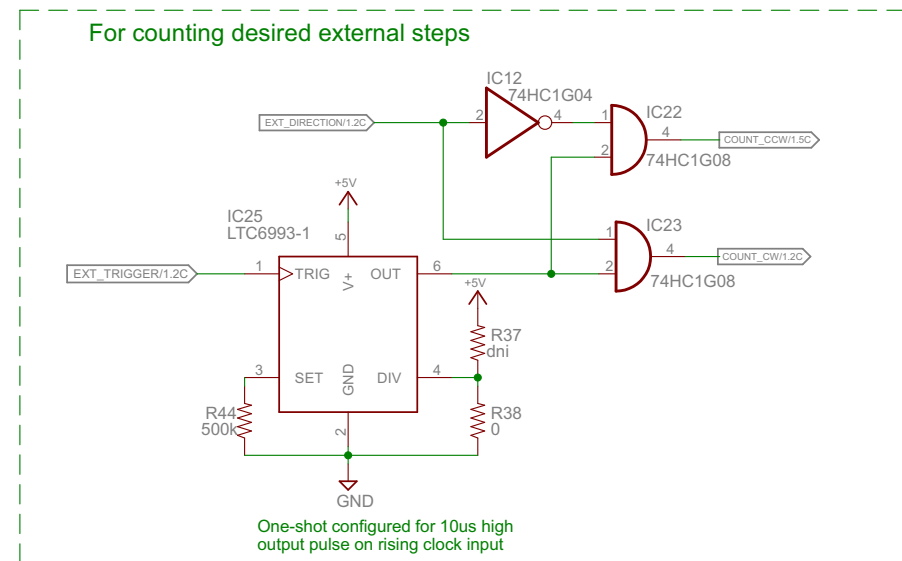 For counting desired external steps
IC12
74HC1G04
EXT_DIRECTION/1.2C
2
4
1
IC22
4
COUNT_CCW/1.5C
2
74HC1G08
+5V
IC25
LTC6993-1
5
IC23
1
4
COUNT_CW/1.2C
EXT_TRIGGER/1.2C
1
TRIG
V+
OUT
6
2
74HC1G08
+5V
R37
dni
3
SET
GND
DIV
4
R44
500k
2
R38
0
GND
One-shot configured for 10us high
output pulse on rising clock input